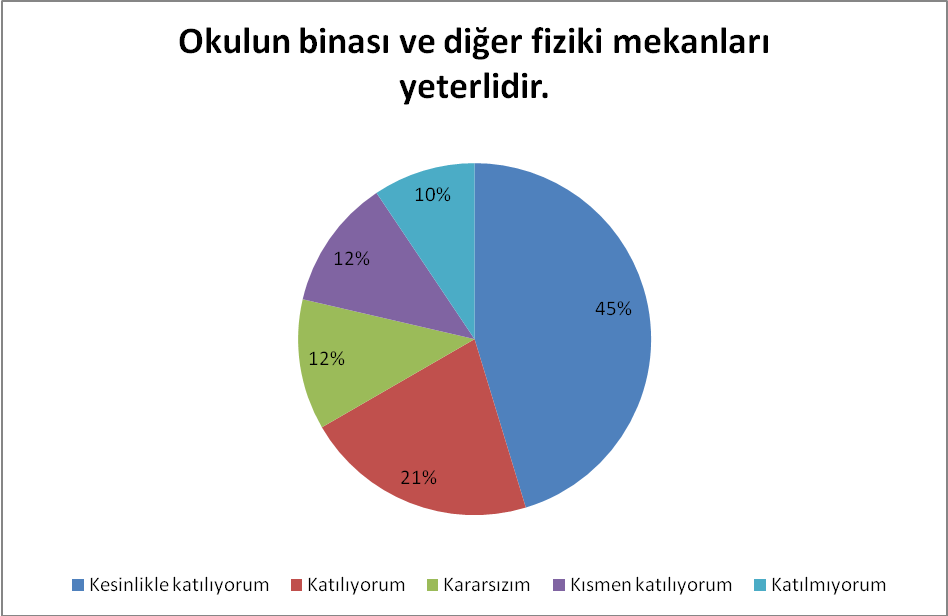 Okulun binası ve diğer fiziki mekanları
yeterlidir.
10%
12%
45%
12%
21%
Kesinlikle katılıyorum Katılıyorum Kararsızım Kısmen katılıyorum Katılmıyorum